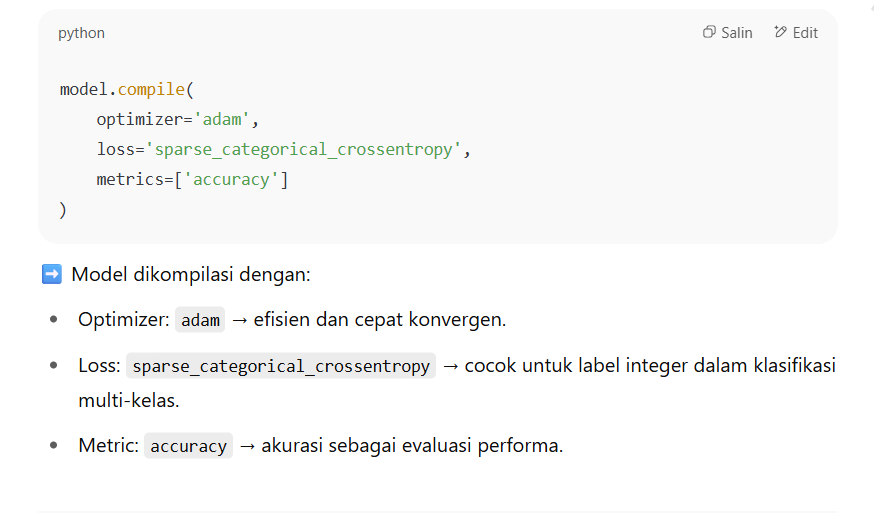 python
Salin
Edit
model.compile(
    optimizer='adam',
    loss='sparse_categorical_crossentropy',
    metrics=['accuracy']
)
➡️ Model dikompilasi dengan:
• Optimizer: adam → efisien dan cepat konvergen.
• Loss: sparse_categorical_crossentropy → cocok untuk label integer dalam klasifikasi
multi-kelas.
• Metric: accuracy → akurasi sebagai evaluasi performa.